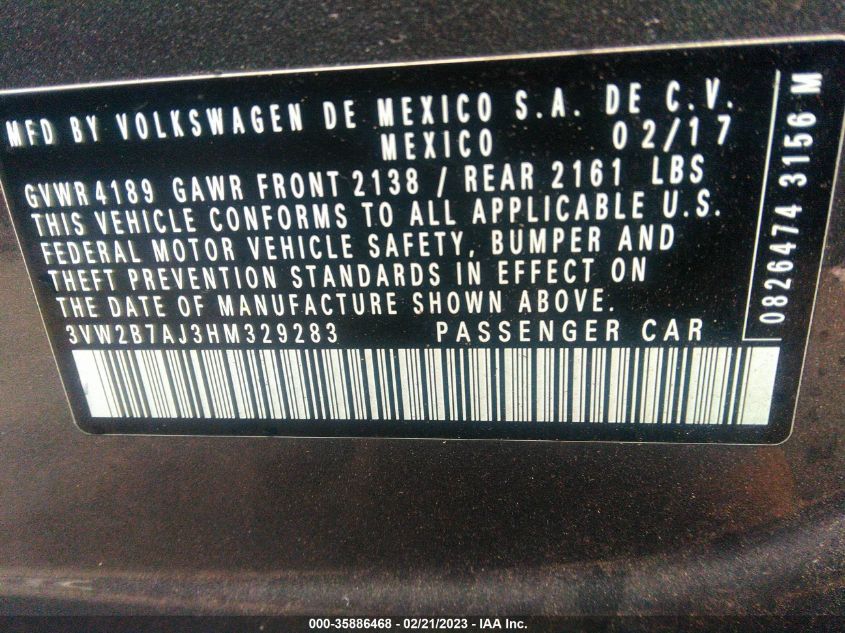 MFD BY VOLKSWAGEN DE MEXICO S.A. DE C.V.
MEXICO 02/17
GVWR 4189 GAWR FRONT 2138 / REAR 2161 LBS
THIS VEHICLE CONFORMS TO ALL APPLICABLE U.S.
FEDERAL MOTOR VEHICLE SAFETY, BUMPER AND
THEFT PREVENTION STANDARDS IN EFFECT ON
THE DATE OF MANUFACTURE SHOWN ABOVE.
3VW2B7AJ3HM329283 PASSENGER CAR
0826474 3156 M
000-35886468 - 02/21/2023 - IAA Inc.